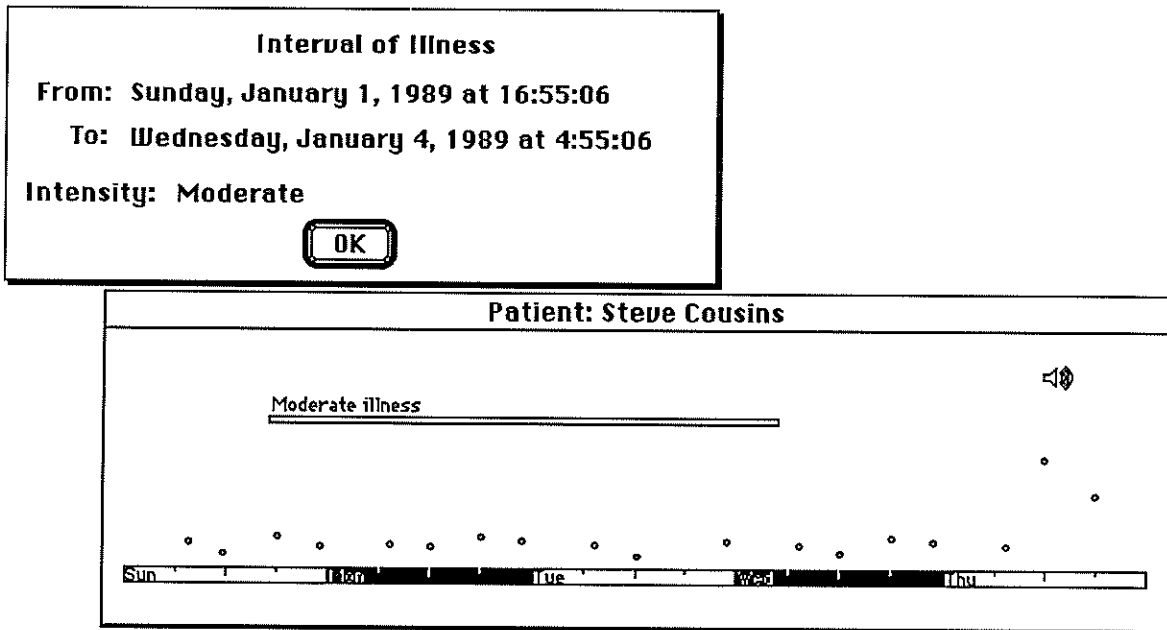 Interval of Illness
From: Sunday, January 1, 1989 at 16:55:06
To: Wednesday, January 4, 1989 at 4:55:06
Intensity: Moderate
OK
Patient: Steve Cousins
Moderate illness
Sun Mon Tue Wed Thu